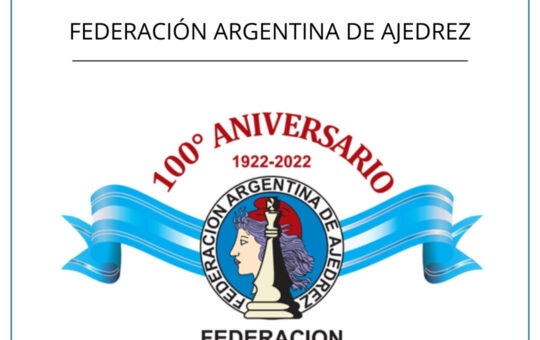 FEDERACIÓN ARGENTINA DE AJEDREZ
100° ANIVERSARIO
1922-2022
FEDERACION ARGENTINA DE AJEDREZ
FEDERACION